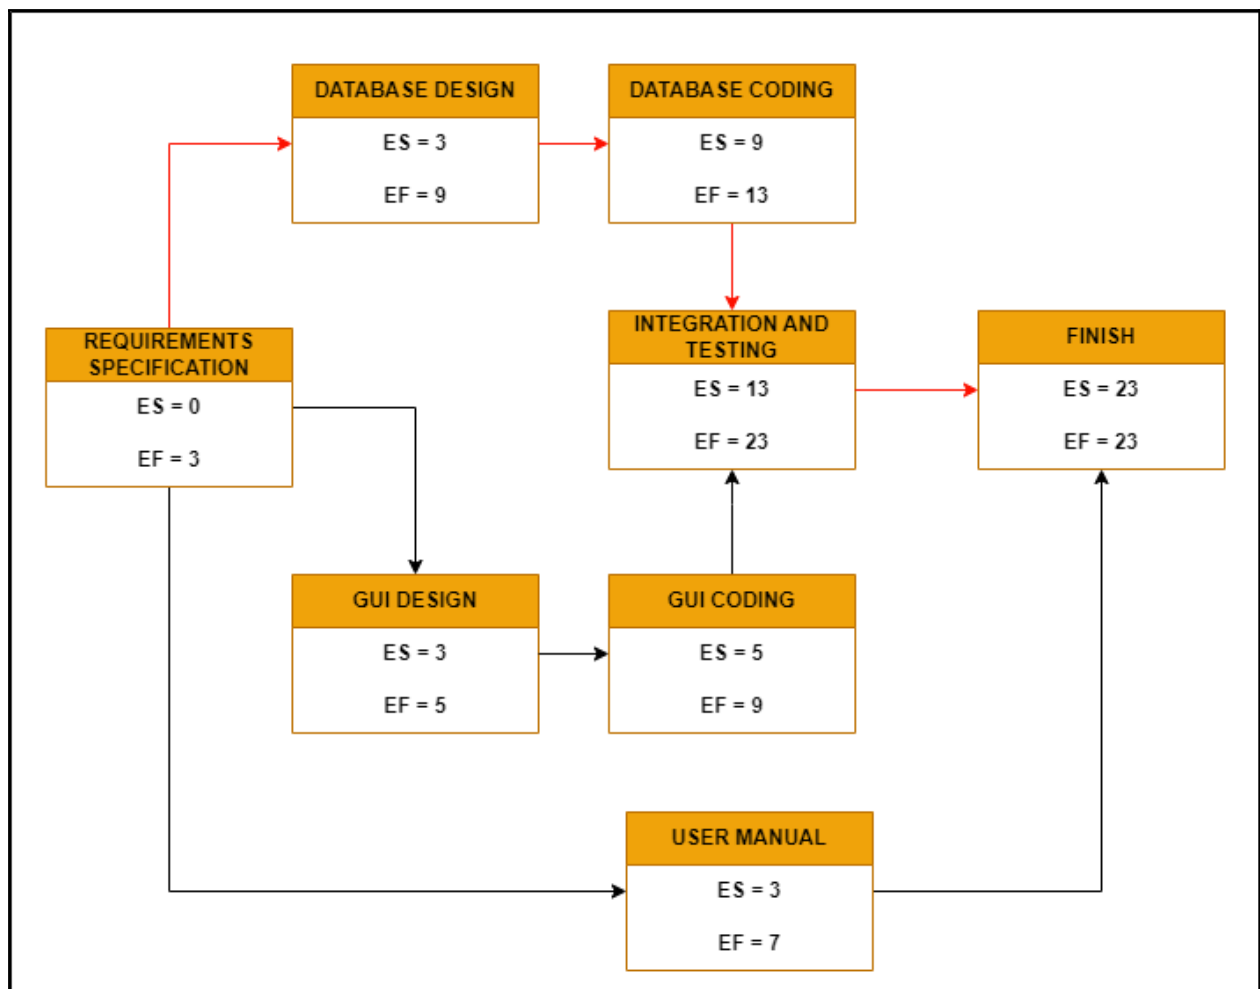 DATABASE DESIGN
ES = 3
EF = 9
DATABASE CODING
ES = 9
EF = 13
REQUIREMENTS
SPECIFICATION
ES = 0
EF = 3
INTEGRATION AND
TESTING
ES = 13
EF = 23
FINISH
ES = 23
EF = 23
GUI DESIGN
ES = 3
EF = 5
GUI CODING
ES = 5
EF = 9
USER MANUAL
ES = 3
EF = 7